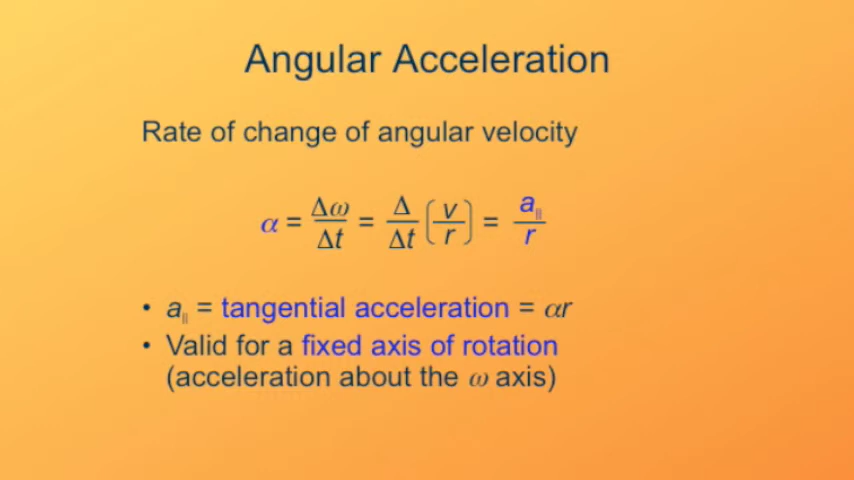 Angular Acceleration
Rate of change of angular velocity
α = Δω/Δt = Δ/Δt (v/r) = a∥/r
• a∥ = tangential acceleration = αr
• Valid for a fixed axis of rotation
(acceleration about the ω axis)